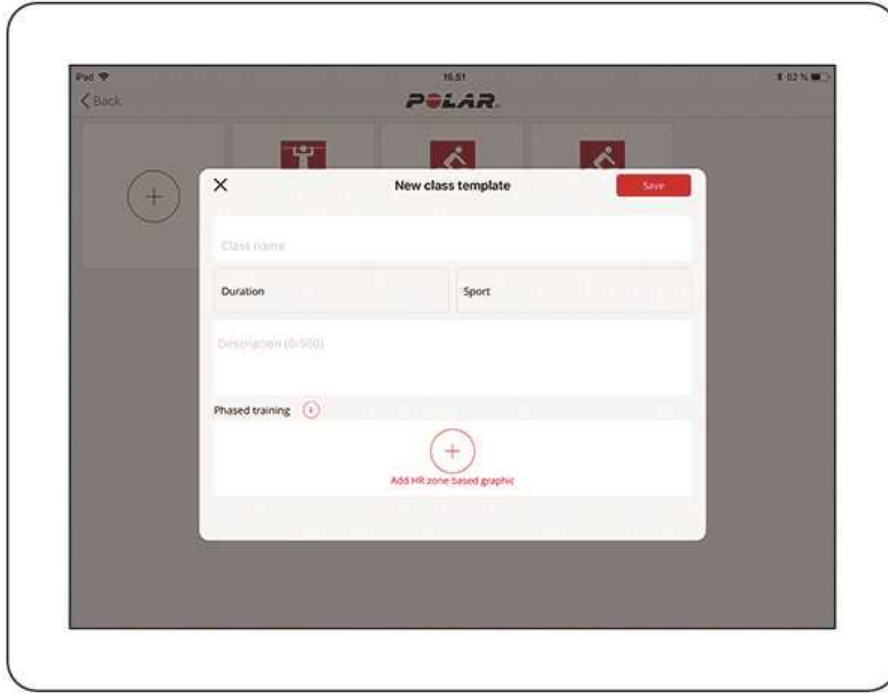 iPad 16.51 62 %
Back POLAR
New class template Save
Class name
Duration Sport
Description (0/500)
Phased training
Add HR zone based graphic